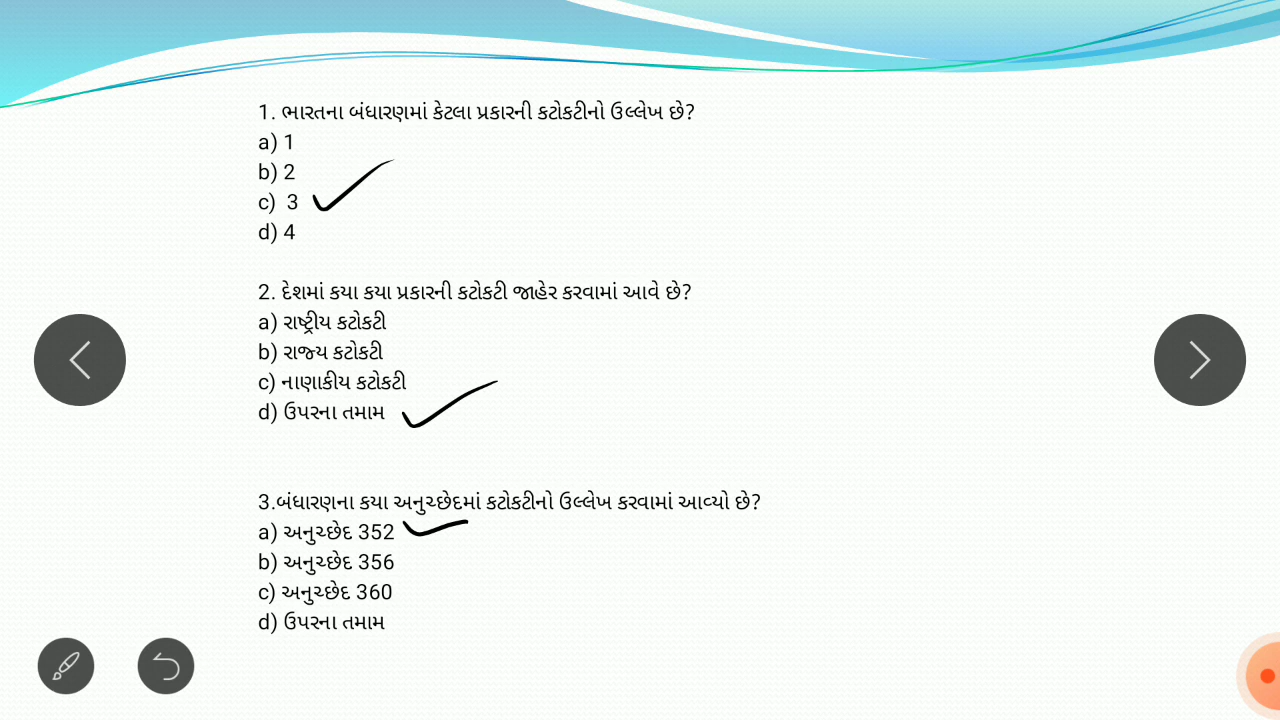 1. ભારતના બંધારણમાં કેટલા પ્રકારની કટોકટીનો ઉલ્લેખ છે?
a) 1
b) 2
c)  3
d) 4
2. દેશમાં કયા કયા પ્રકારની કટોકટી જાહેર કરવામાં આવે છે?
a) રાષ્ટ્રીય કટોકટી
b) રાજ્ય કટોકટી
c) નાણાકીય કટોકટી
d) ઉપરના તમામ
3.બંધારણના કયા અનુચ્છેદમાં કટોકટીનો ઉલ્લેખ કરવામાં આવ્યો છે?
a) અનુચ્છેદ 352
b) અનુચ્છેદ 356
c) અનુચ્છેદ 360
d) ઉપરના તમામ